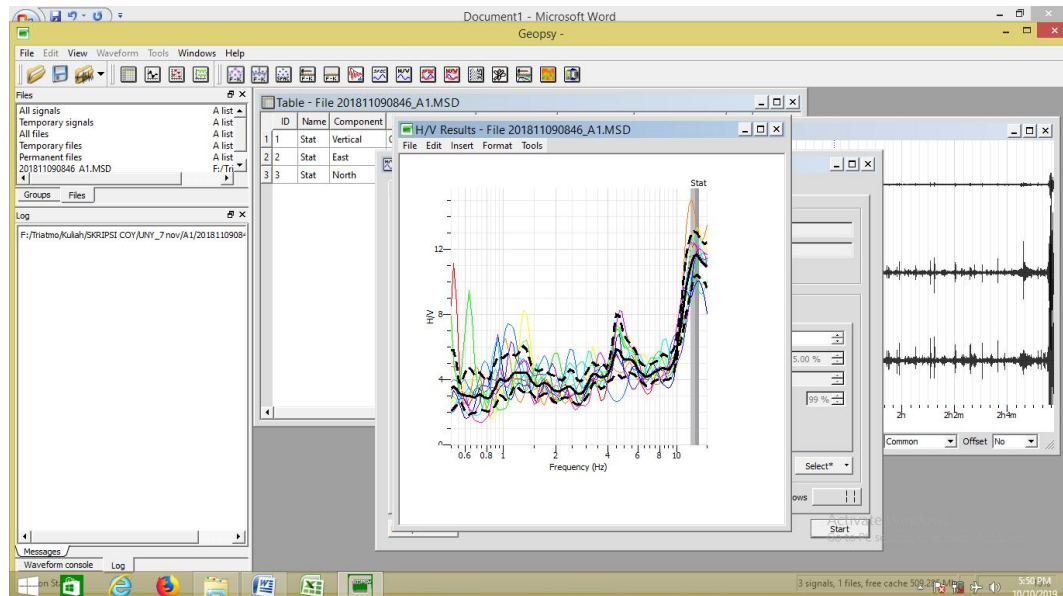 Document1 - Microsoft Word
Geopsy -
File Edit View Waveform Tools Windows Help
Files
All signals A list
Temporary signals A list
All files A list
Temporary files A list
Permanent files A list
201811090846_A1.MSD F:/Tri
Groups Files
Log
F:/Triatmo/Kuliah/SKRIPSI COY/UNY_7 nov/A1/2018110908
Messages
Waveform console Log
Table - File 201811090846_A1.MSD
ID Name Component
1 1 Stat Vertical
2 2 Stat East
3 3 Stat North
H/V Results - File 201811090846_A1.MSD
File Edit Insert Format Tools
Stat
12
8
4
0
H/V
0.6 0.8 1 2 4 6 8 10
Frequency (Hz)
5.00 %
99 %
Select*
ows
Start
2h 2h2m 2h4m
Common Offset No
3 signals, 1 files, free cache
5:50 PM
10/10/2019